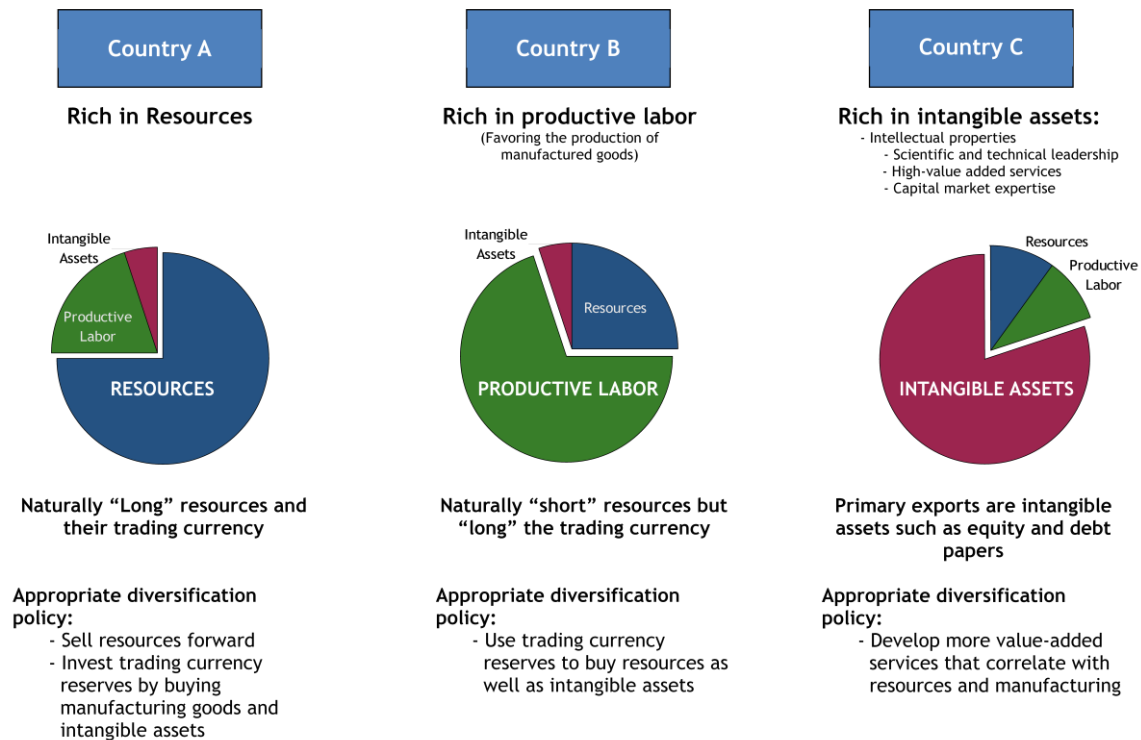 Country A
Rich in Resources
Intangible
Assets
Productive
Labor
RESOURCES
Naturally “Long” resources and
their trading currency
Appropriate diversification
policy:
- Sell resources forward
- Invest trading currency
reserves by buying
manufacturing goods and
intangible assets
Country B
Rich in productive labor
(Favoring the production of
manufactured goods)
Intangible
Assets
Resources
PRODUCTIVE LABOR
Naturally “short” resources but
“long” the trading currency
Appropriate diversification
policy:
- Use trading currency
reserves to buy resources as
well as intangible assets
Country C
Rich in intangible assets:
- Intellectual properties
- Scientific and technical leadership
- High-value added services
- Capital market expertise
Resources
Productive
Labor
INTANGIBLE ASSETS
Primary exports are intangible
assets such as equity and debt
papers
Appropriate diversification
policy:
- Develop more value-added
services that correlate with
resources and manufacturing